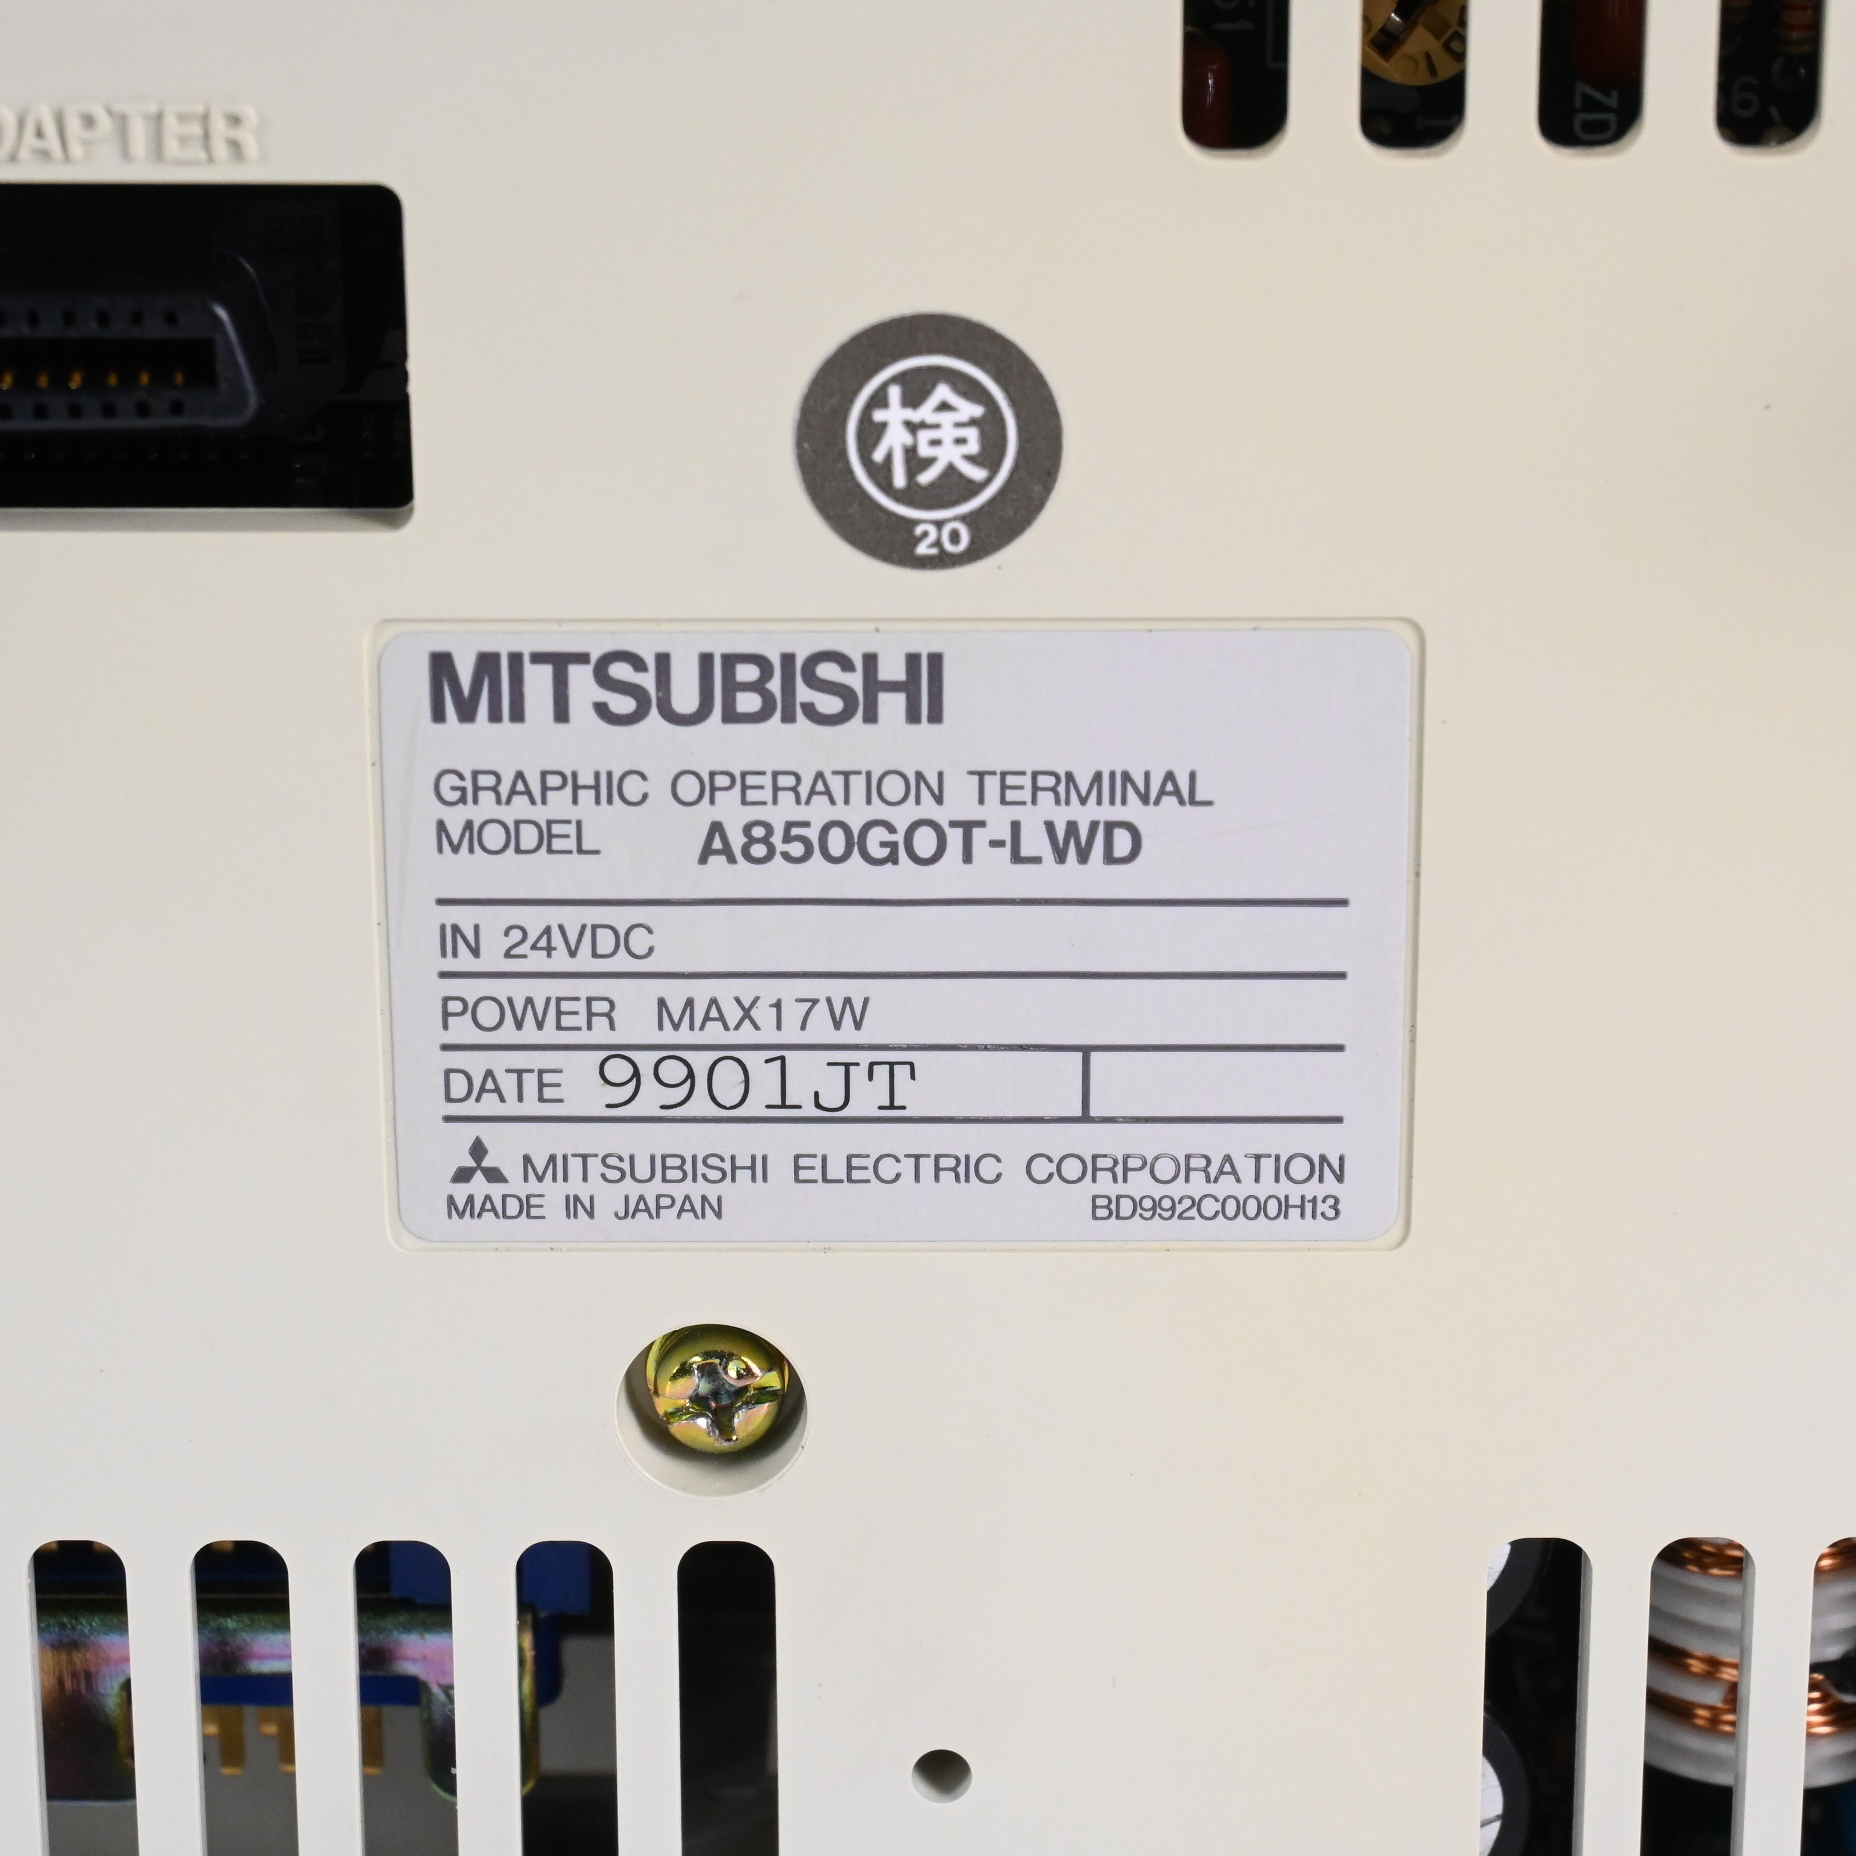 DAPTER
ZD
検
20
MITSUBISHI
GRAPHIC OPERATION TERMINAL
MODEL A850GOT-LWD
IN 24VDC
POWER MAX17W
DATE 9901JT
MITSUBISHI ELECTRIC CORPORATION
MADE IN JAPAN BD992C000H13